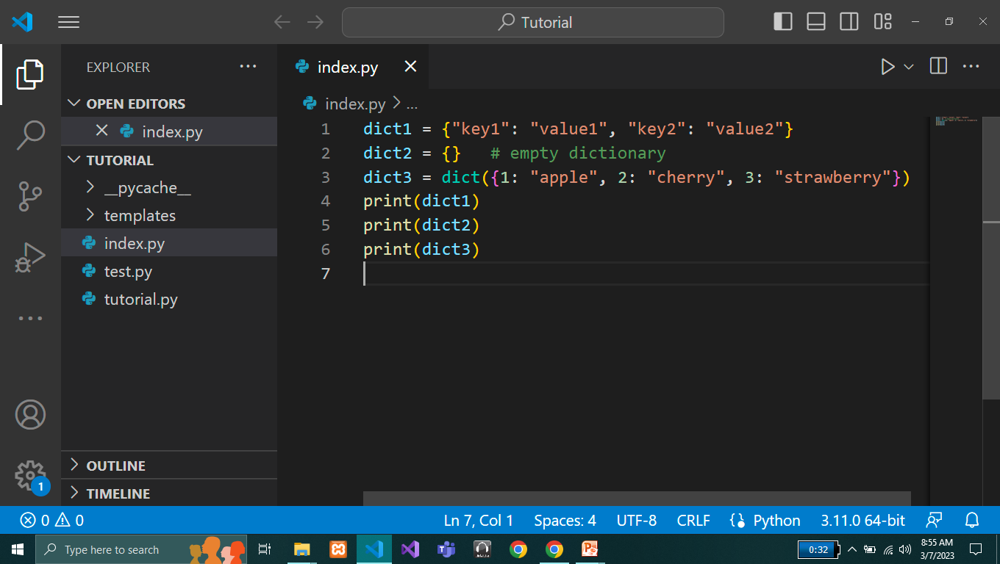 Tutorial
EXPLORER
index.py
OPEN EDITORS
index.py
index.py > ...
TUTORIAL
__pycache__
templates
index.py
test.py
tutorial.py
1 dict1 = {"key1": "value1", "key2": "value2"}
2 dict2 = {}   # empty dictionary
3 dict3 = dict({1: "apple", 2: "cherry", 3: "strawberry"})
4 print(dict1)
5 print(dict2)
6 print(dict3)
7
OUTLINE
1
TIMELINE
0 0 Ln 7, Col 1 Spaces: 4 UTF-8 CRLF Python 3.11.0 64-bit
Type here to search
0:32
8:55 AM
3/7/2023